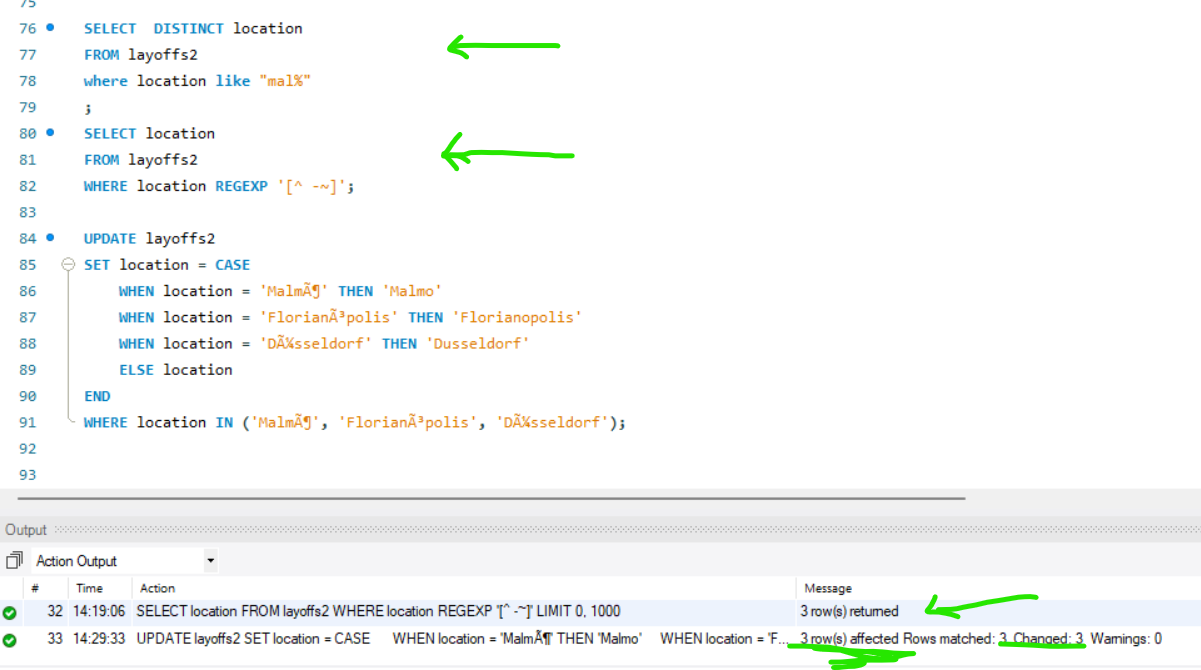 75
76 SELECT  DISTINCT location
77 FROM layoffs2
78 where location like "mal%"
79 ;
80 SELECT location
81 FROM layoffs2
82 WHERE location REGEXP '[^ -~]';
83
84 UPDATE layoffs2
85 SET location = CASE
86 WHEN location = 'MalmÃ¶' THEN 'Malmo'
87 WHEN location = 'FlorianÃ³polis' THEN 'Florianopolis'
88 WHEN location = 'DÃ¼sseldorf' THEN 'Dusseldorf'
89 ELSE location
90 END
91 WHERE location IN ('MalmÃ¶', 'FlorianÃ³polis', 'DÃ¼sseldorf');
92
93
Output
Action Output
# Time Action Message
32 14:19:06 SELECT location FROM layoffs2 WHERE location REGEXP '[^ -~]' LIMIT 0, 1000 3 row(s) returned
33 14:29:33 UPDATE layoffs2 SET location = CASE WHEN location = 'MalmÃ¶' THEN 'Malmo' WHEN location = 'F... 3 row(s) affected Rows matched: 3 Changed: 3 Warnings: 0